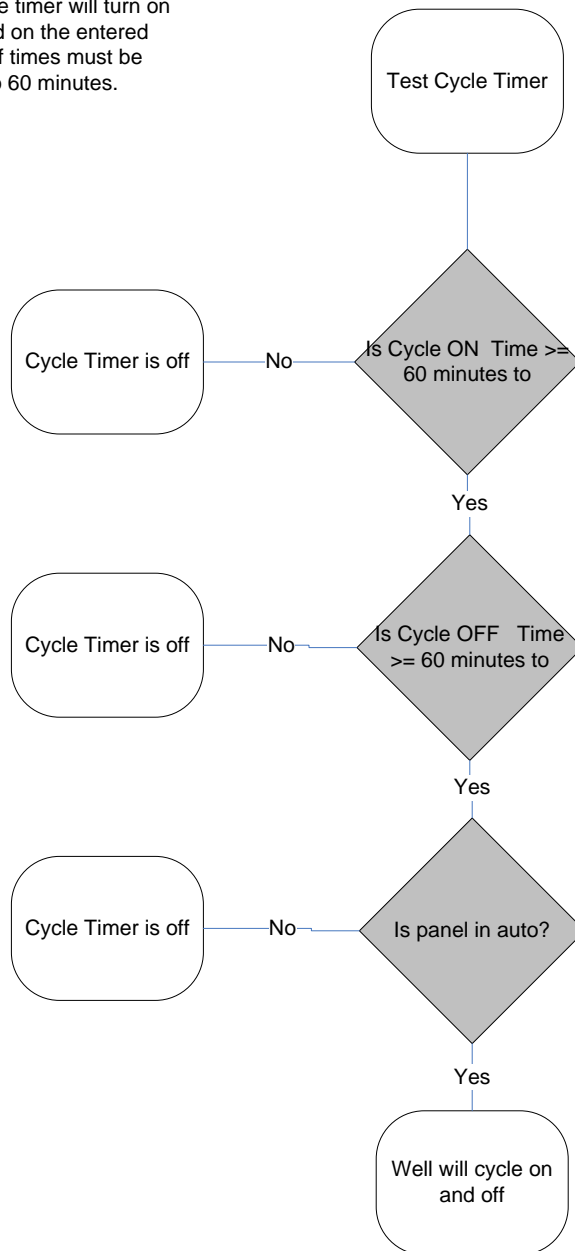 e timer will turn on
d on the entered
f times must be
o 60 minutes.
Test Cycle Timer
Is Cycle ON Time >=
60 minutes to
Cycle Timer is off
No
Yes
Is Cycle OFF Time
>= 60 minutes to
Cycle Timer is off
No
Yes
Is panel in auto?
Cycle Timer is off
No
Yes
Well will cycle on
and off